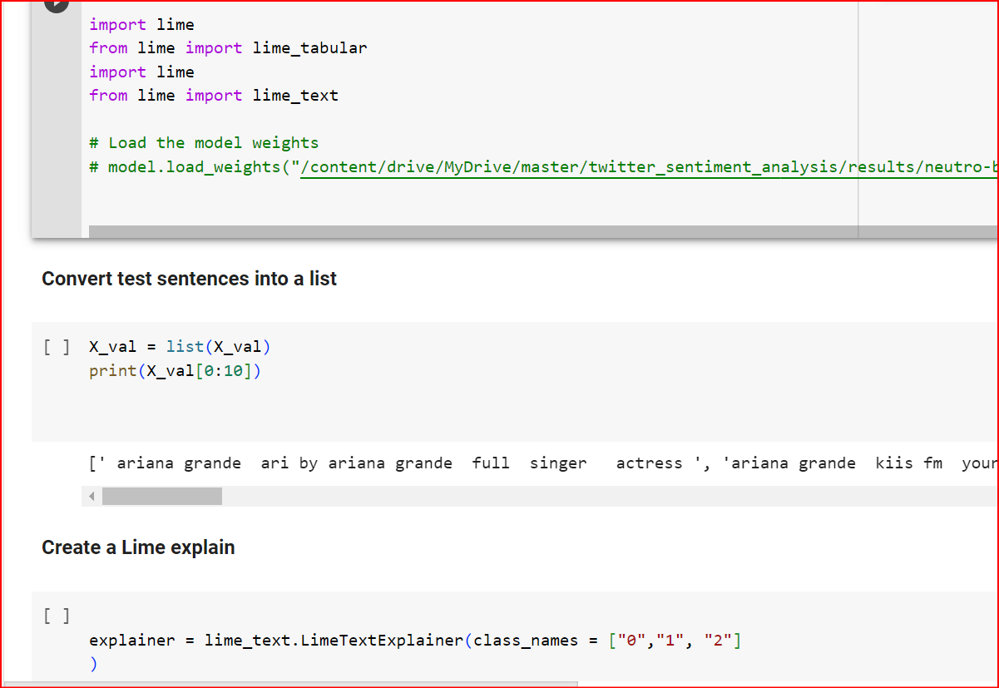 import lime
from lime import lime_tabular
import lime
from lime import lime_text
# Load the model weights
# model.load_weights("/content/drive/MyDrive/master/twitter_sentiment_analysis/results/neutro-b
Convert test sentences into a list
[ ] X_val = list(X_val)
print(X_val[0:10])
[' ariana grande  ari by ariana grande  full  singer   actress ', 'ariana grande  kiis fm  your
Create a Lime explain
[ ]
explainer = lime_text.LimeTextExplainer(class_names = ["0","1", "2"]
)